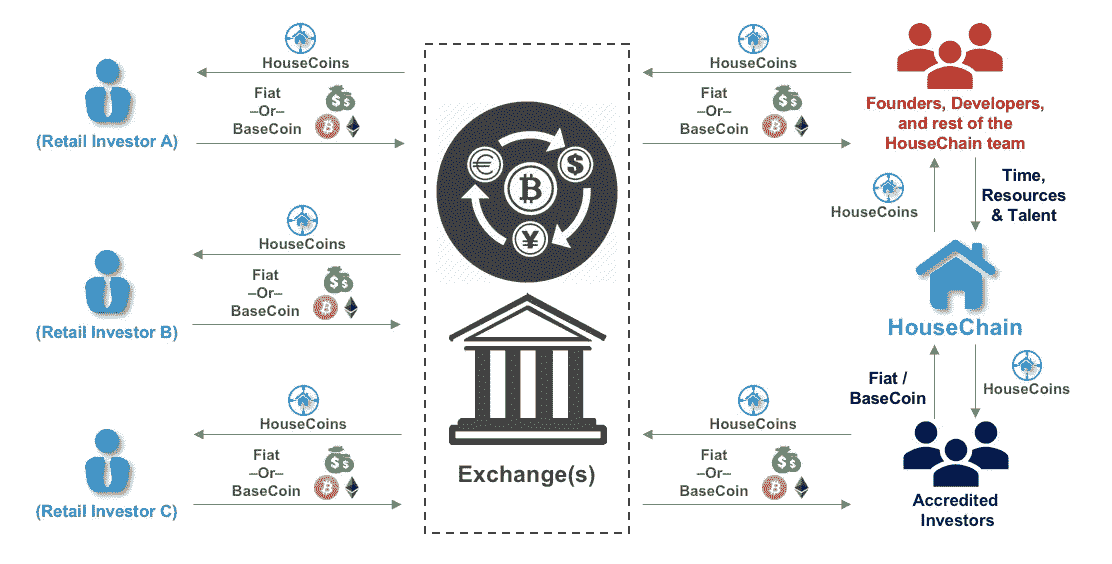 HouseCoins
Fiat
–Or–
BaseCoin
(Retail Investor A)
HouseCoins
Fiat
–Or–
BaseCoin
(Retail Investor B)
HouseCoins
Fiat
–Or–
BaseCoin
(Retail Investor C)
€
$
₿
¥
Exchange(s)
HouseCoins
Fiat
–Or–
BaseCoin
HouseCoins
Fiat
–Or–
BaseCoin
Founders, Developers,
and rest of the
HouseChain team
HouseCoins
Time,
Resources
& Talent
HouseChain
Fiat /
BaseCoin
HouseCoins
Accredited
Investors